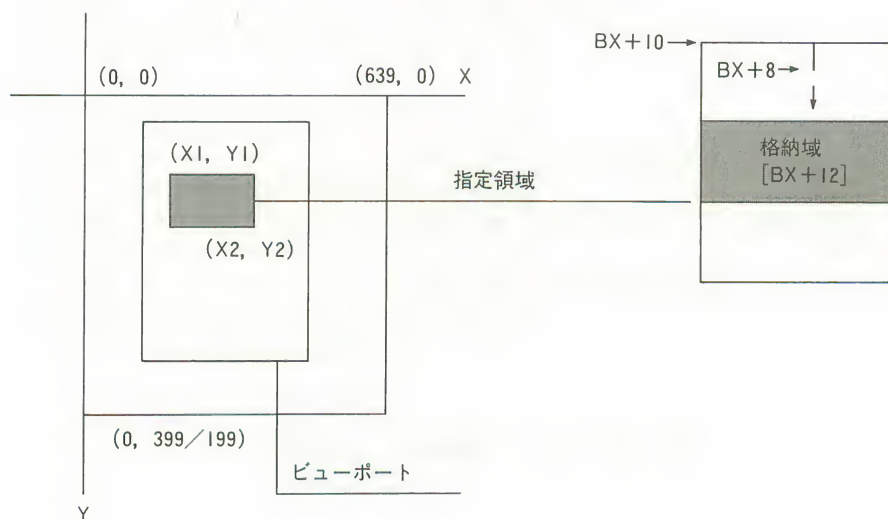 BX+10→
(0, 0)
(639, 0) X
BX+8→
(X1, Y1)
格納域
[BX+12]
指定領域
(X2, Y2)
(0, 399/199)
ビューポート
Y